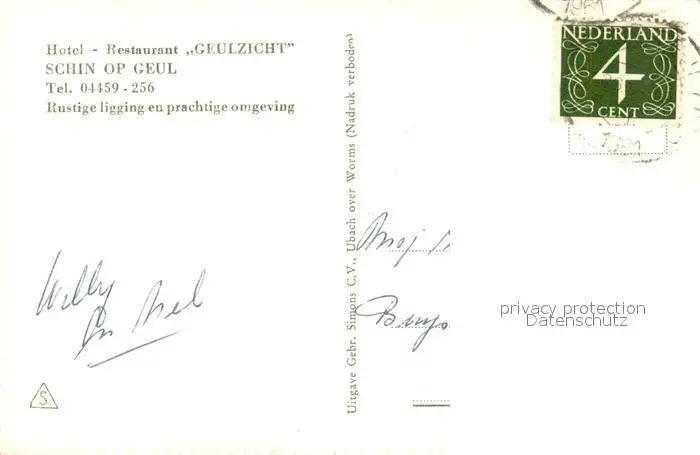 Hotel - Restaurant „GEULZICHT”
SCHIN OP GEUL
Tel. 04459 - 256
Rustige ligging en prachtige omgeving
Willy
Uitgave Gebr. Simons C.V., Ubach over Worms (Nadruk verboden)
NEDERLAND
4
CENT
privacy protection
Datenschutz
S